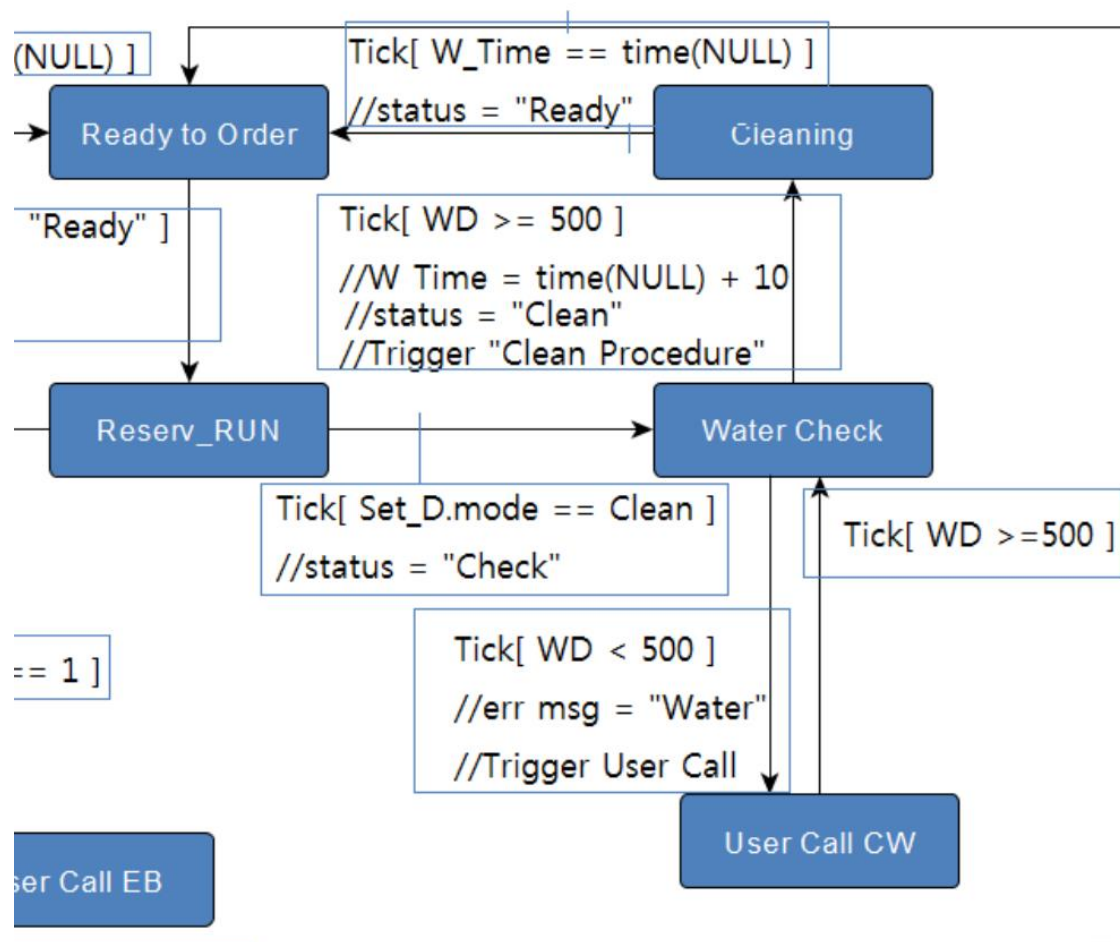 (NULL) ]
Tick[ W_Time == time(NULL) ]
//status = "Ready"
Ready to Order
Cleaning
"Ready" ]
Tick[ WD >= 500 ]
//W Time = time(NULL) + 10
//status = "Clean"
//Trigger "Clean Procedure"
Reserv_RUN
Water Check
Tick[ Set_D.mode == Clean ]
//status = "Check"
Tick[ WD >=500 ]
Tick[ WD < 500 ]
//err msg = "Water"
//Trigger User Call
== 1 ]
User Call CW
ser Call EB